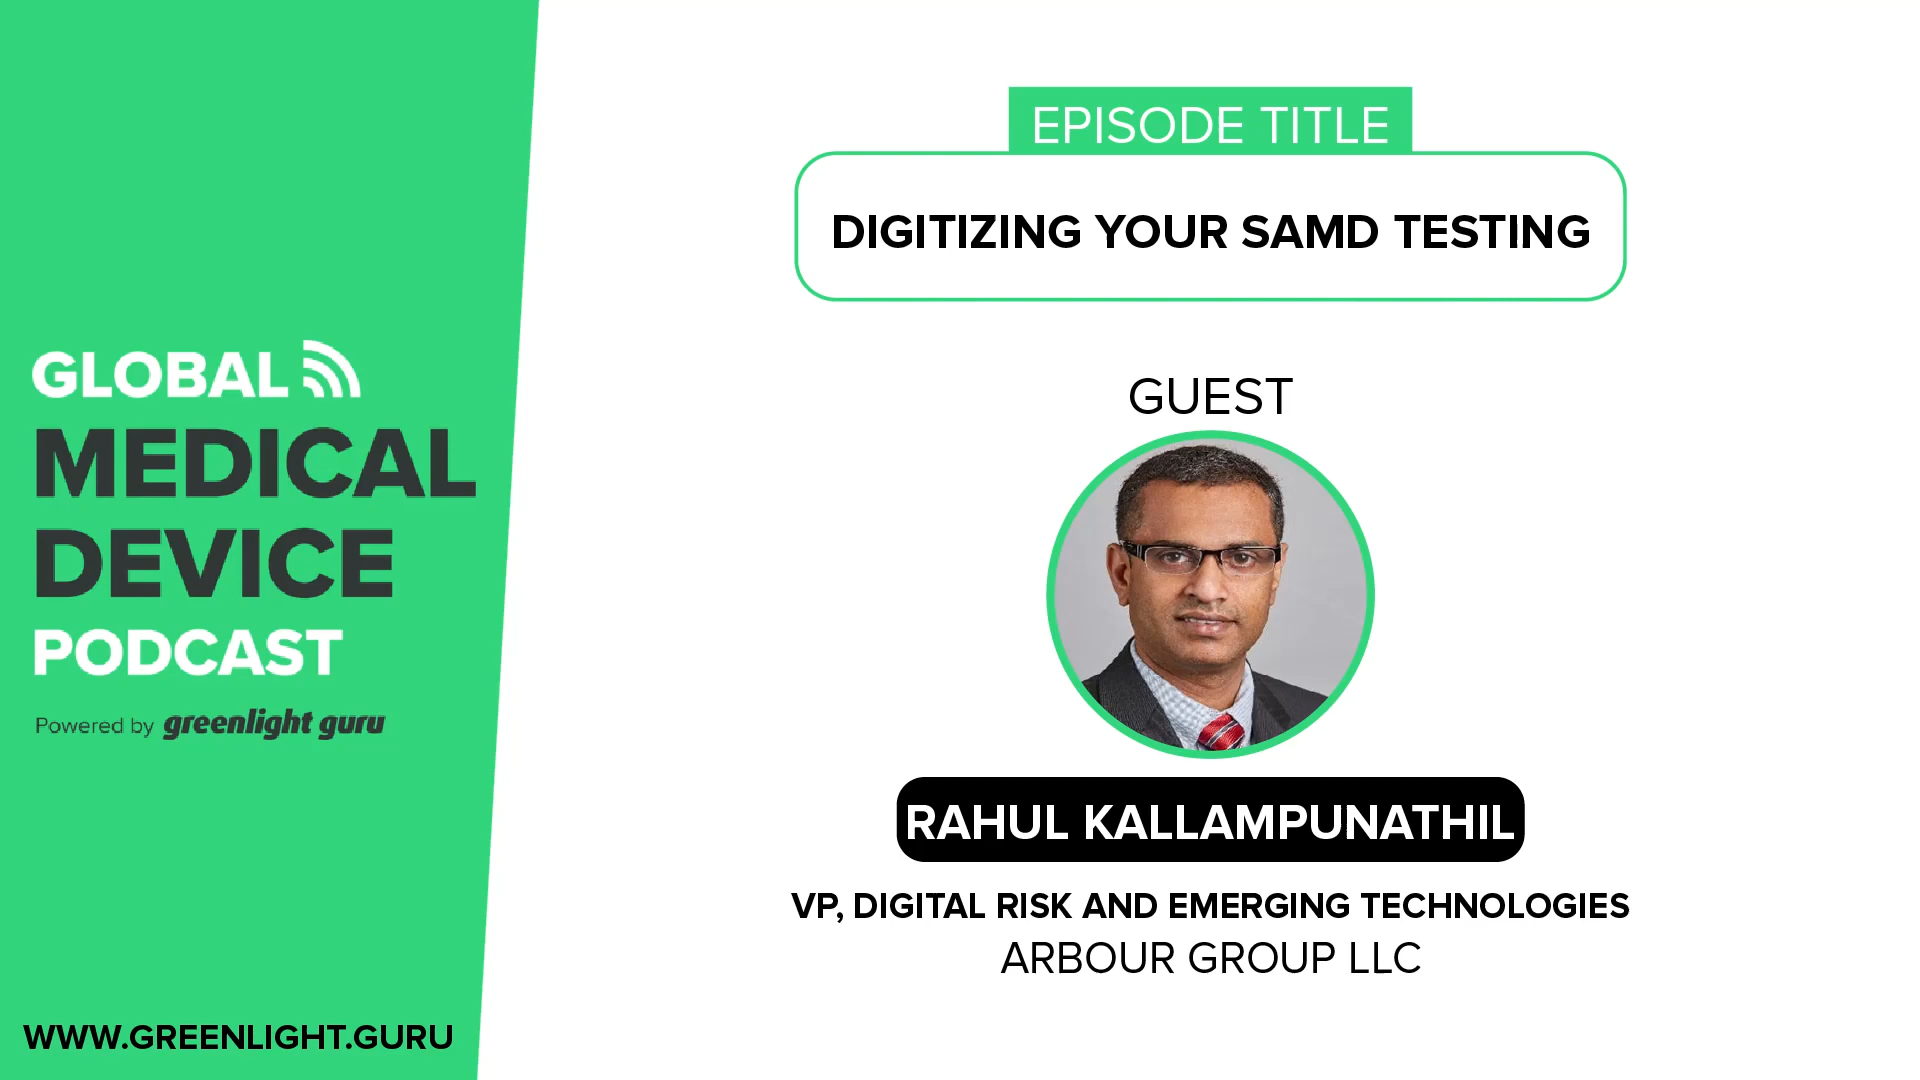 GLOBAL
MEDICAL
DEVICE
PODCAST
Powered by greenlight guru
WWW.GREENLIGHT.GURU
EPISODE TITLE
DIGITIZING YOUR SAMD TESTING
GUEST
RAHUL KALLAMPUNATHIL
VP, DIGITAL RISK AND EMERGING TECHNOLOGIES
ARBOUR GROUP LLC